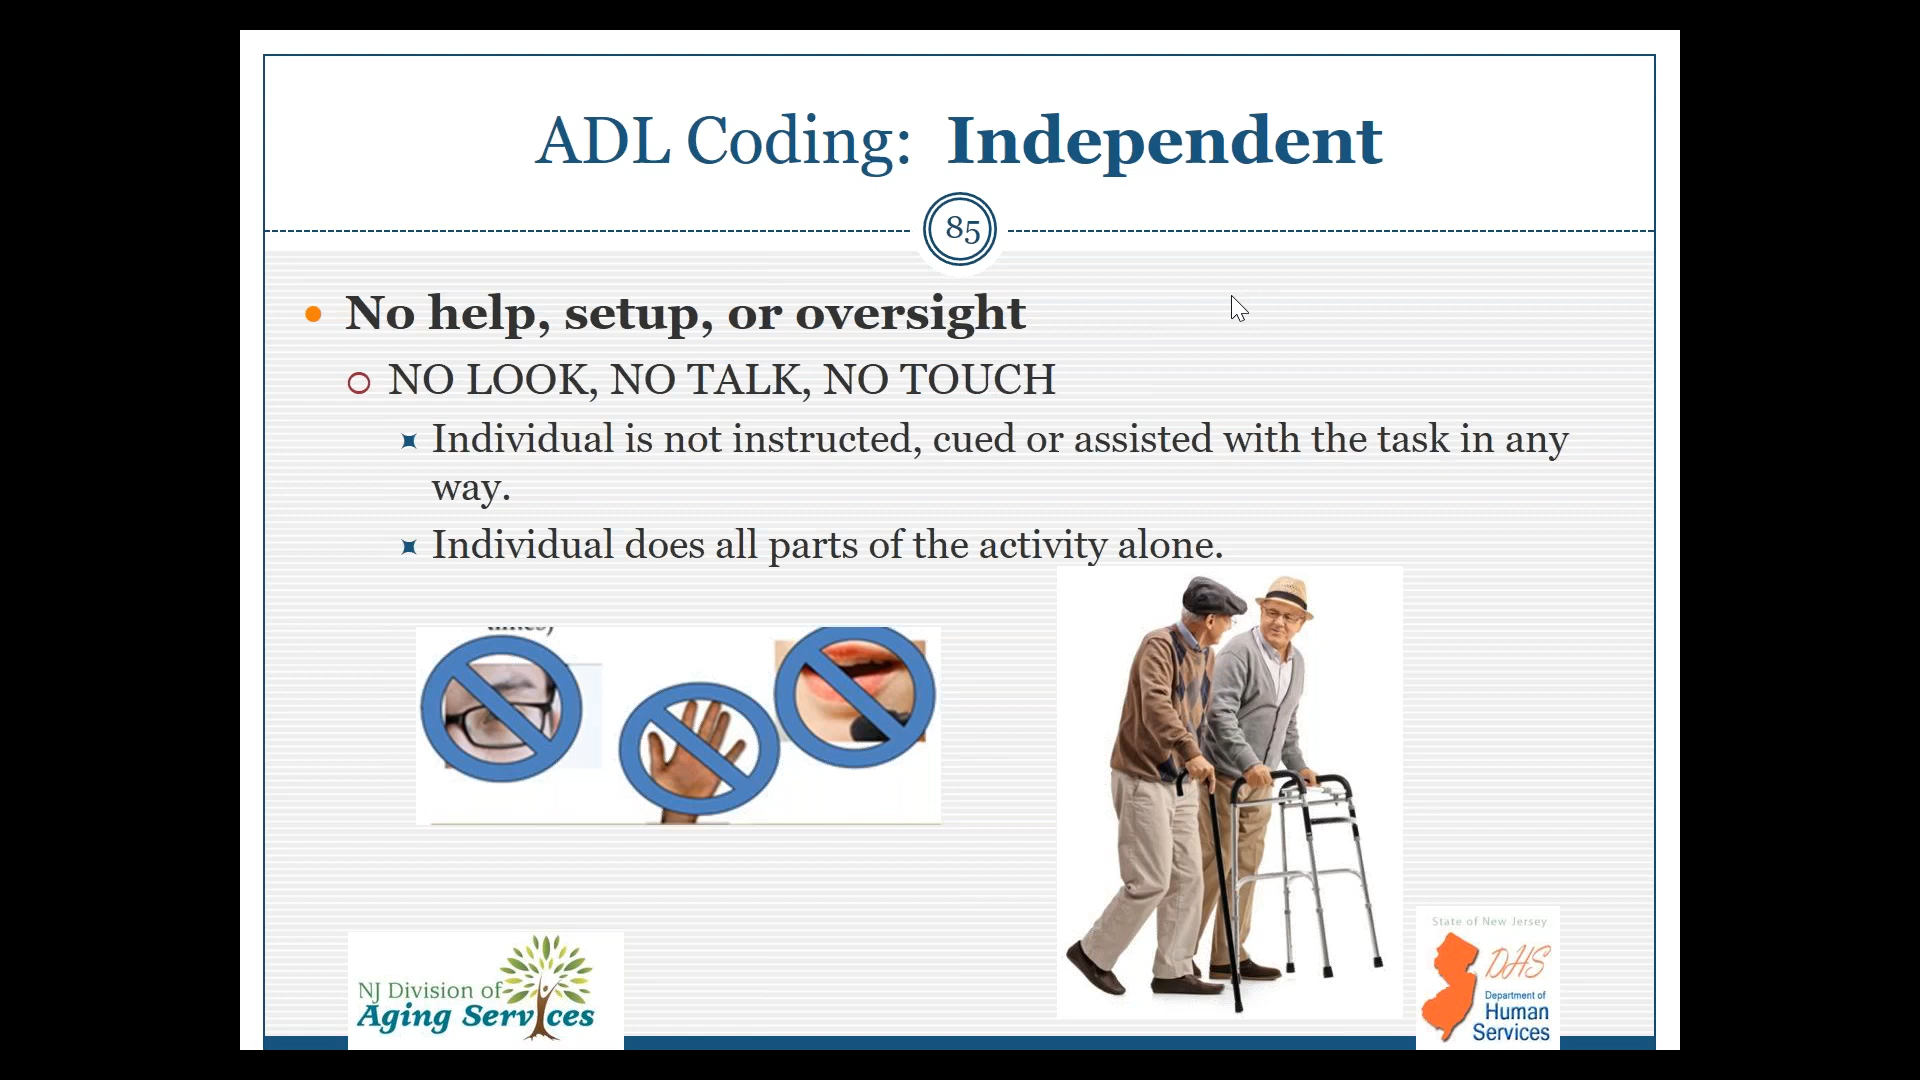 ADL Coding: Independent
85
No help, setup, or oversight
NO LOOK, NO TALK, NO TOUCH
Individual is not instructed, cued or assisted with the task in any
way.
Individual does all parts of the activity alone.
NJ Division of
Aging Services
State of New Jersey
DHS
Department of
Human
Services